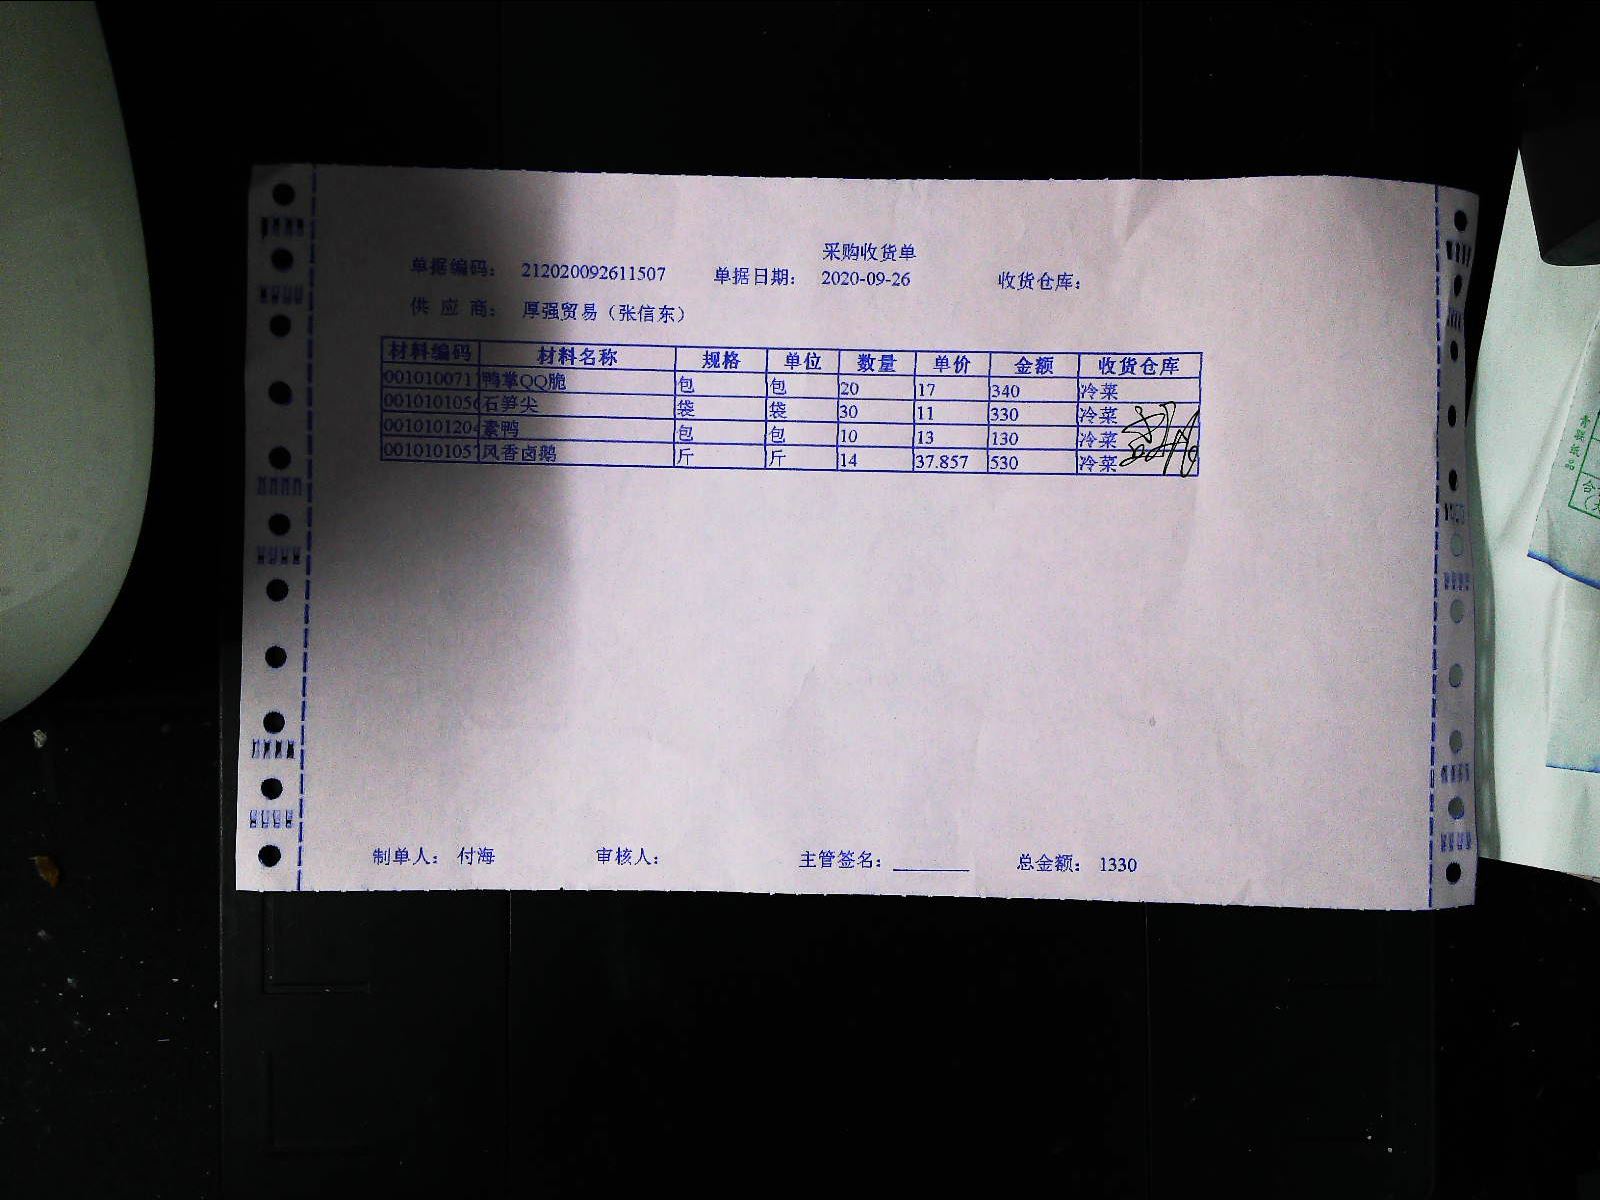 采购收货单
单据编码： 212020092611507 单据日期： 2020-09-26 收货仓库：
供 应 商： 厚强贸易（张信东）
材料编码 材料名称 规格 单位 数量 单价 金额 收货仓库
001010071 鸭掌QQ脆 包 包 20 17 340 冷菜
0010101056 石笋尖 袋 袋 30 11 330 冷菜
001010120 素鸭 包 包 10 13 130 冷菜
001010105 风香卤鹅 斤 斤 14 37.857 530 冷菜
制单人： 付海 审核人： 主管签名： 总金额： 1330